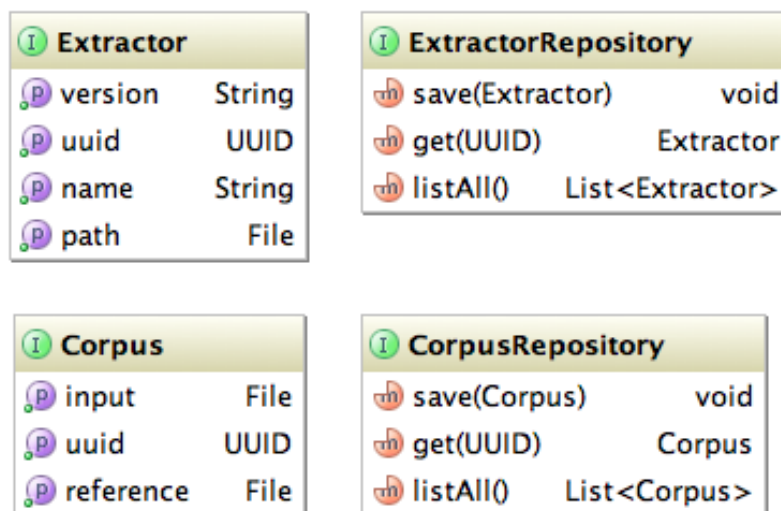 Extractor
version String
uuid UUID
name String
path File
ExtractorRepository
save(Extractor) void
get(UUID) Extractor
listAll() List<Extractor>
Corpus
input File
uuid UUID
reference File
CorpusRepository
save(Corpus) void
get(UUID) Corpus
listAll() List<Corpus>